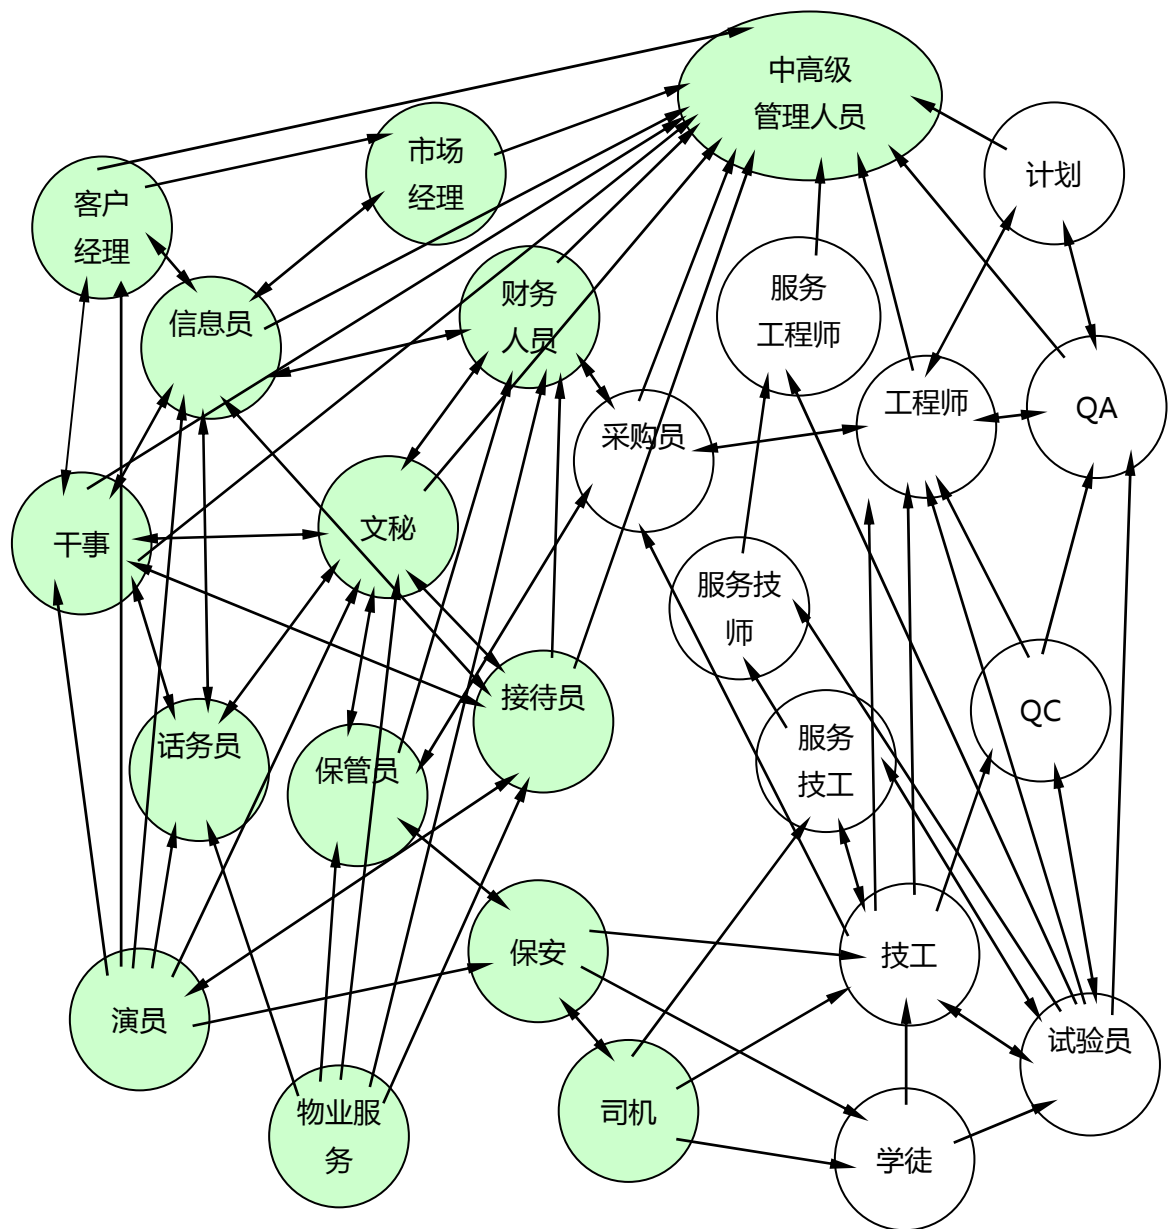 中高级
管理人员
市场
经理
计划
客户
经理
服务
工程师
财务
人员
信息员
工程师
QA
采购员
文秘
干事
服务技
师
接待员
QC
服务
技工
话务员
保管员
保安
技工
演员
试验员
物业服
务
司机
学徒